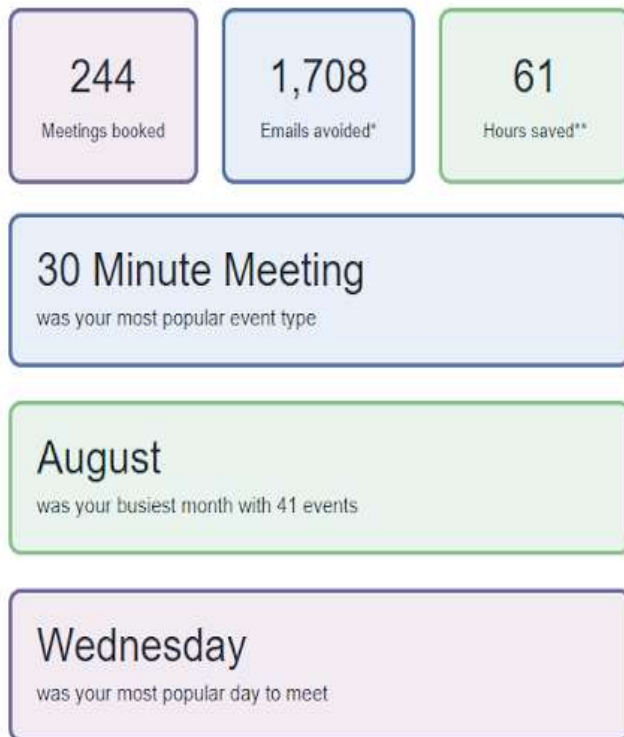 244
Meetings booked
1,708
Emails avoided*
61
Hours saved**
30 Minute Meeting
was your most popular event type
August
was your busiest month with 41 events
Wednesday
was your most popular day to meet